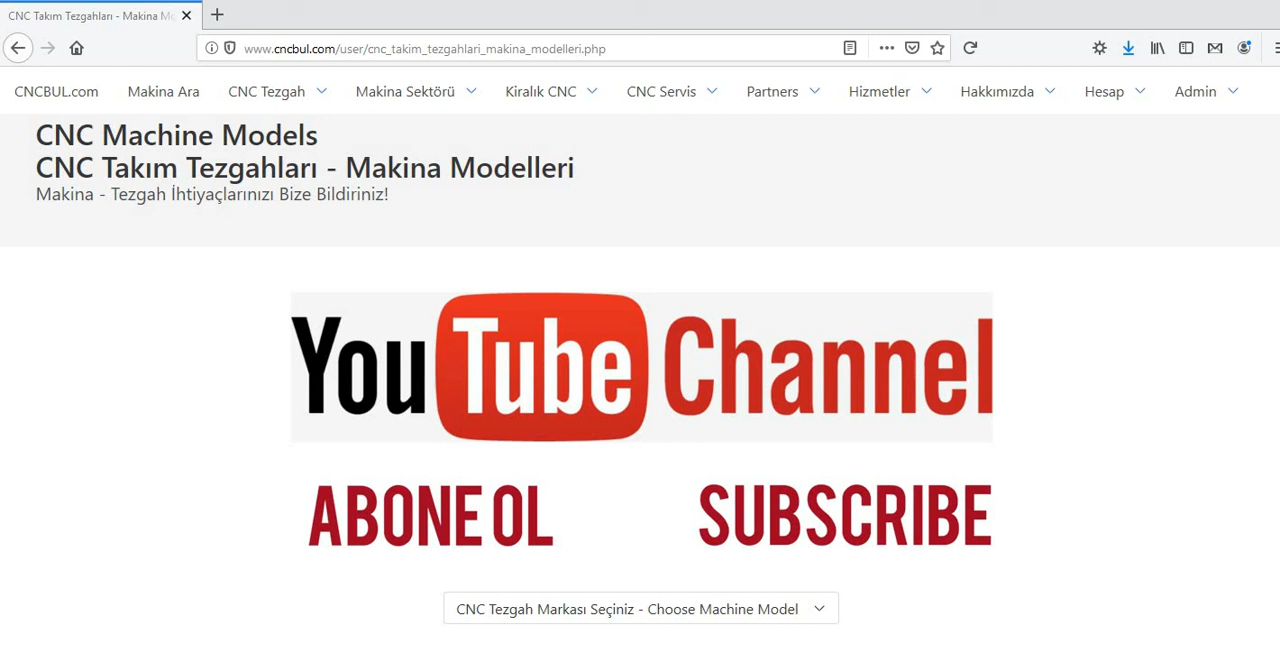 CNC Takım Tezgahları - Makina Mo
www.cncbul.com/user/cnc_takim_tezgahlari_makina_modelleri.php
CNCBUL.com Makina Ara CNC Tezgah Makina Sektörü Kiralık CNC CNC Servis Partners Hizmetler Hakkımızda Hesap Admin
CNC Machine Models
CNC Takım Tezgahları - Makina Modelleri
Makina - Tezgah İhtiyaçlarınızı Bize Bildiriniz!
YouTube Channel
ABONE OL SUBSCRIBE
CNC Tezgah Markası Seçiniz - Choose Machine Model